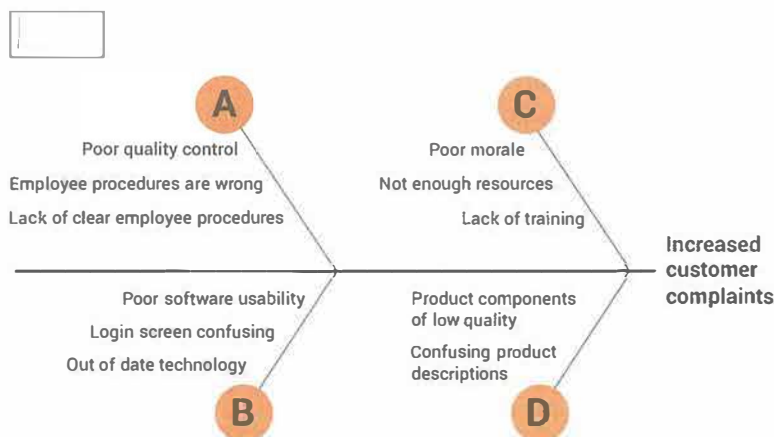 A
C
Poor quality control
Employee procedures are wrong
Lack of clear employee procedures
Poor morale
Not enough resources
Lack of training
Increased
customer
complaints
Poor software usability
Login screen confusing
Out of date technology
Product components
of low quality
Confusing product
descriptions
B
D